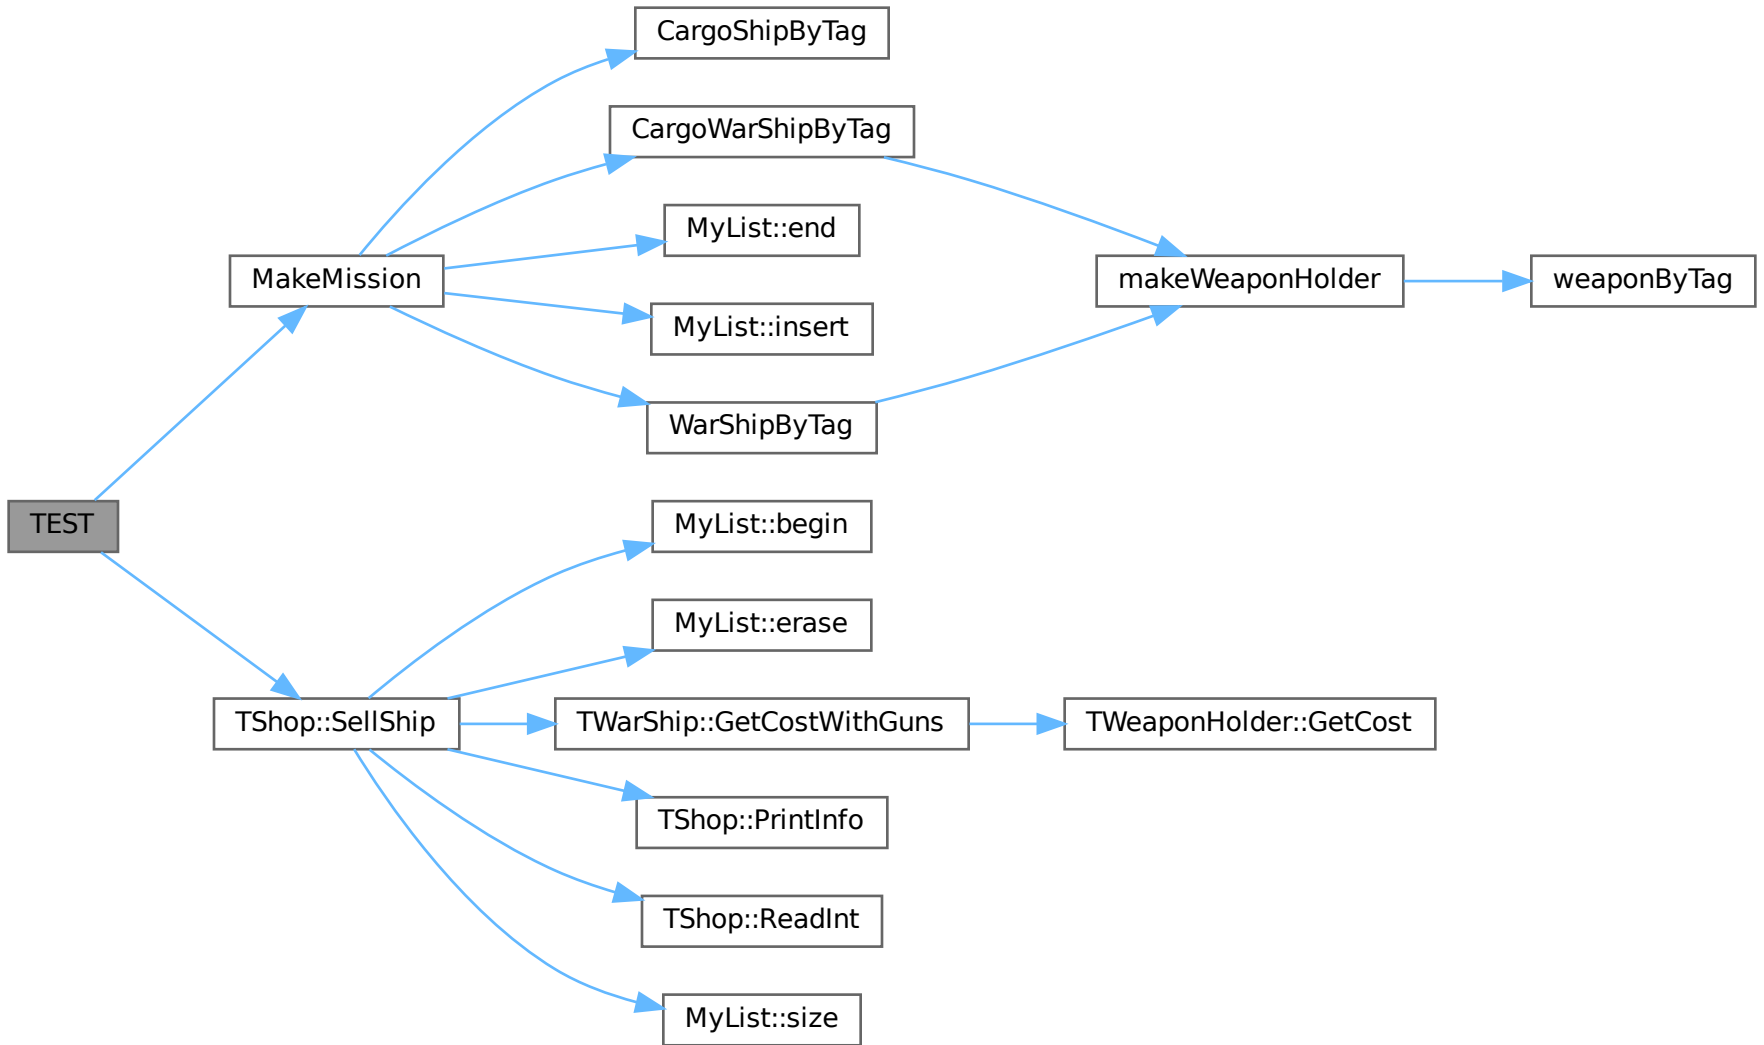 CargoShipByTag
CargoWarShipByTag
MyList::end
MakeMission
makeWeaponHolder
weaponByTag
MyList::insert
WarShipByTag
TEST
MyList::begin
MyList::erase
TShop::SellShip
TWarShip::GetCostWithGuns
TWeaponHolder::GetCost
TShop::PrintInfo
TShop::ReadInt
MyList::size